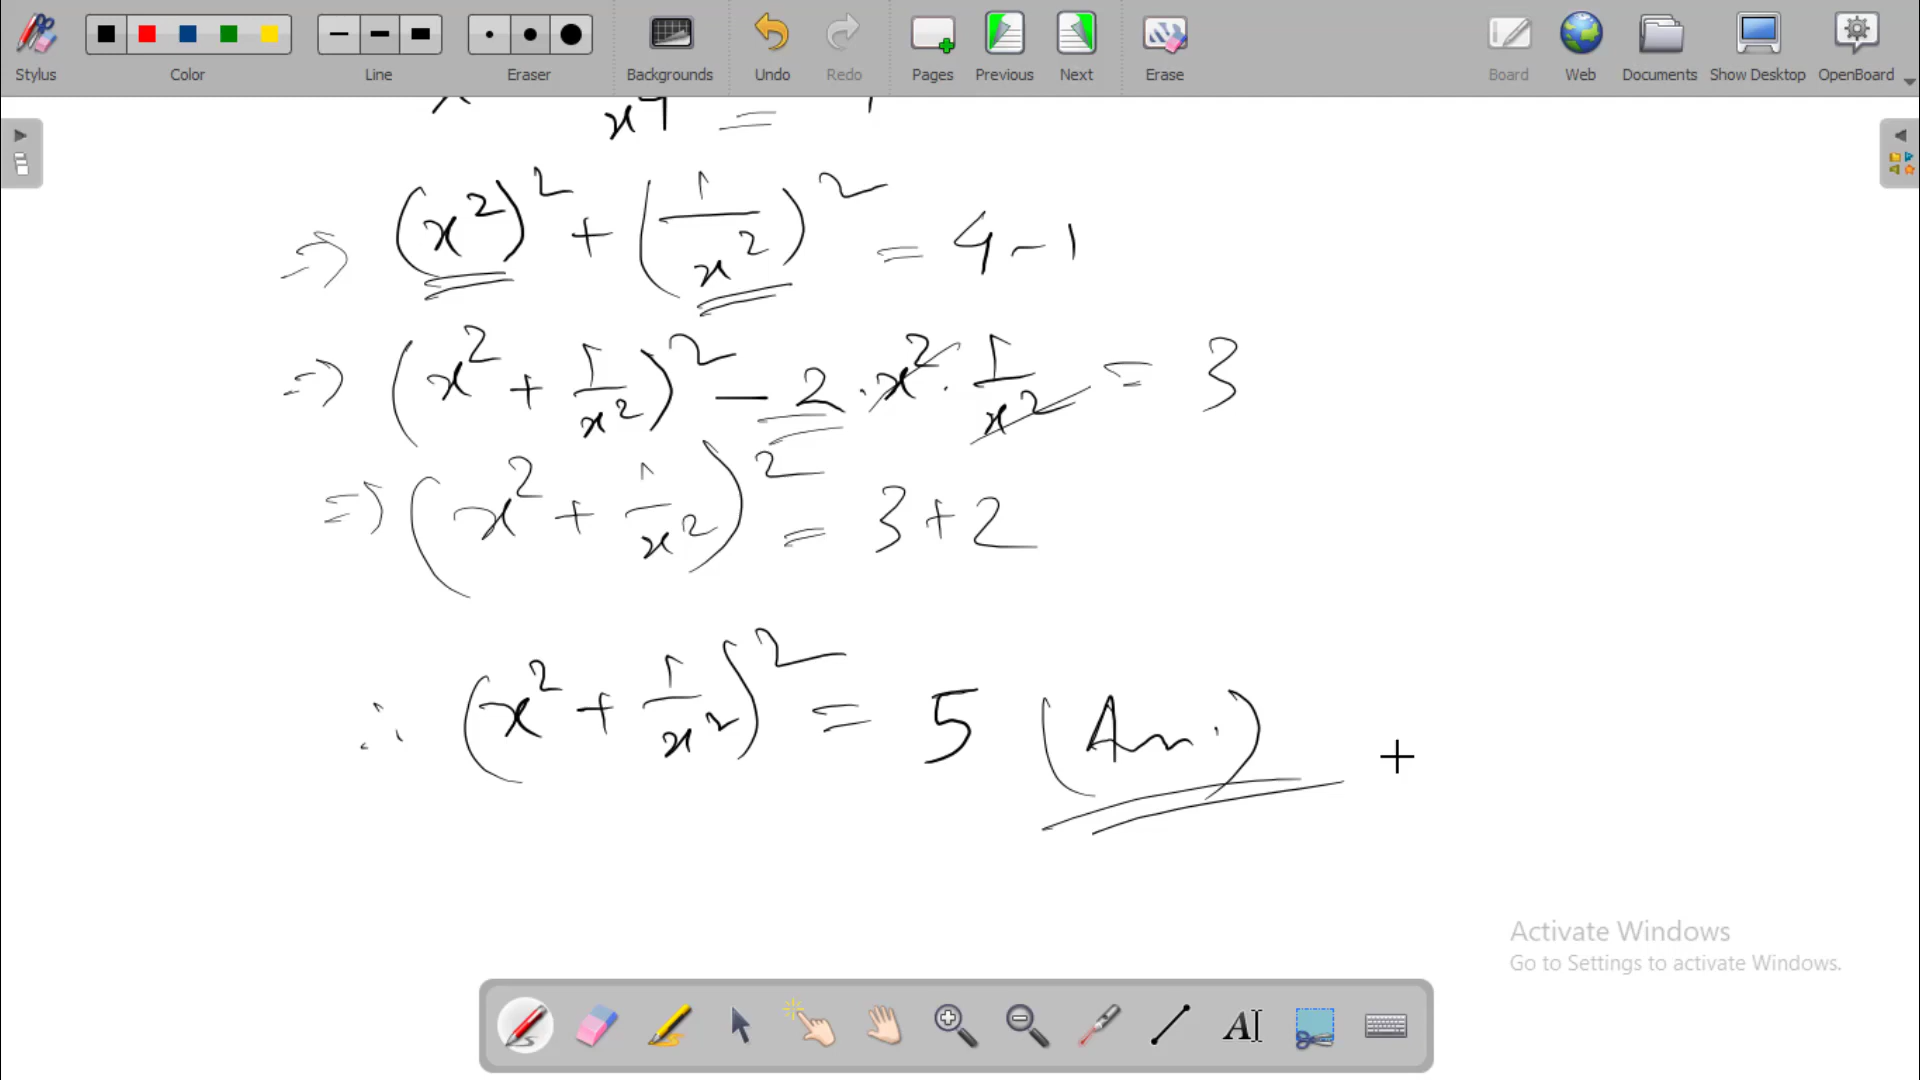 Stylus Color Line Eraser Backgrounds Undo Redo Pages Previous Next Erase Board Web Documents Show Desktop OpenBoard
x⁴ =
⇒ (x²)² + (1/x²)² = 4 - 1
⇒ (x² + 1/x²)² - 2 · x² · 1/x² = 3
⇒ (x² + 1/x²)² = 3 + 2
∴ (x² + 1/x²)² = 5 (Ans.)
Activate Windows
Go to Settings to activate Windows.